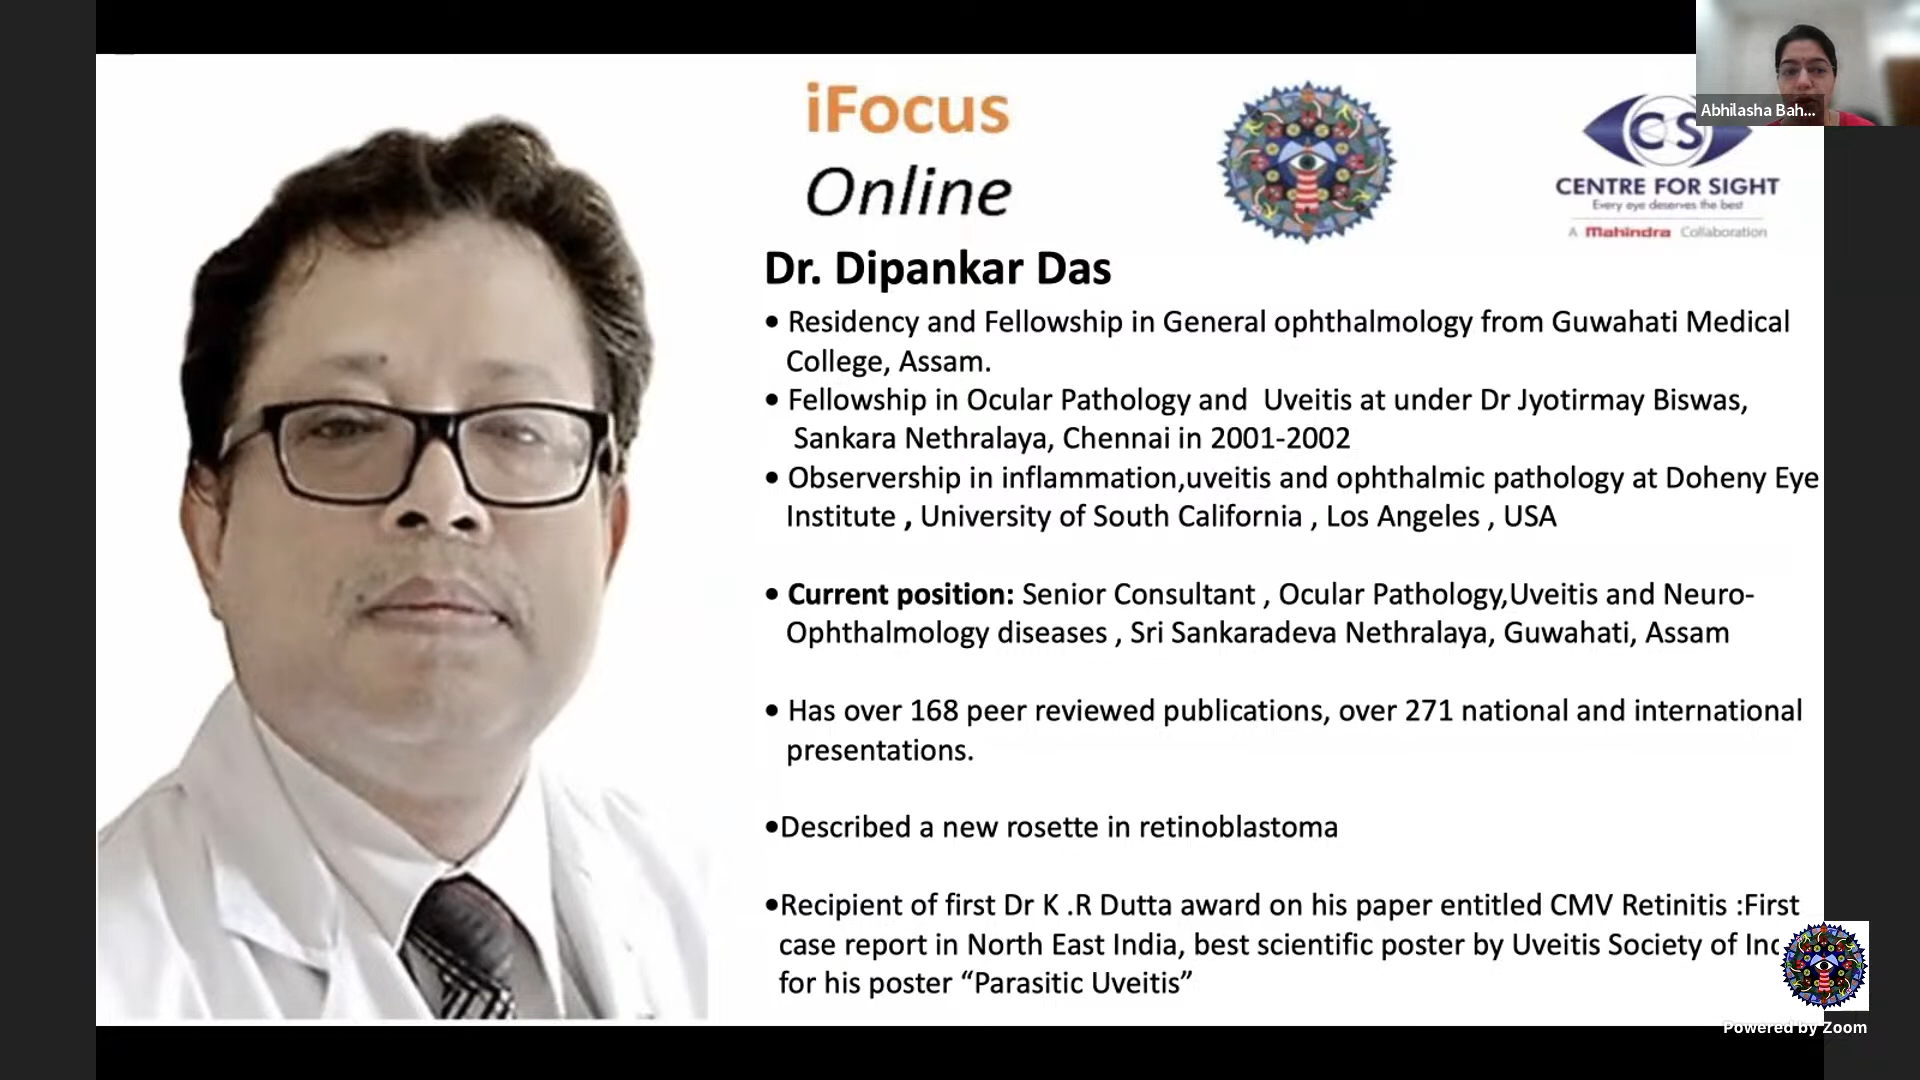 iFocus
Online
Abhilasha Bah...
CS
CENTRE FOR SIGHT
Every eye deserves the best
A Mahindra Collaboration
Dr. Dipankar Das
• Residency and Fellowship in General ophthalmology from Guwahati Medical
College, Assam.
• Fellowship in Ocular Pathology and Uveitis at under Dr Jyotirmay Biswas,
Sankara Nethralaya, Chennai in 2001-2002
• Observership in inflammation,uveitis and ophthalmic pathology at Doheny Eye
Institute , University of South California , Los Angeles , USA
• Current position: Senior Consultant , Ocular Pathology,Uveitis and Neuro-
Ophthalmology diseases , Sri Sankaradeva Nethralaya, Guwahati, Assam
• Has over 168 peer reviewed publications, over 271 national and international
presentations.
•Described a new rosette in retinoblastoma
•Recipient of first Dr K .R Dutta award on his paper entitled CMV Retinitis :First
case report in North East India, best scientific poster by Uveitis Society of
for his poster “Parasitic Uveitis”
Powered by Zoom